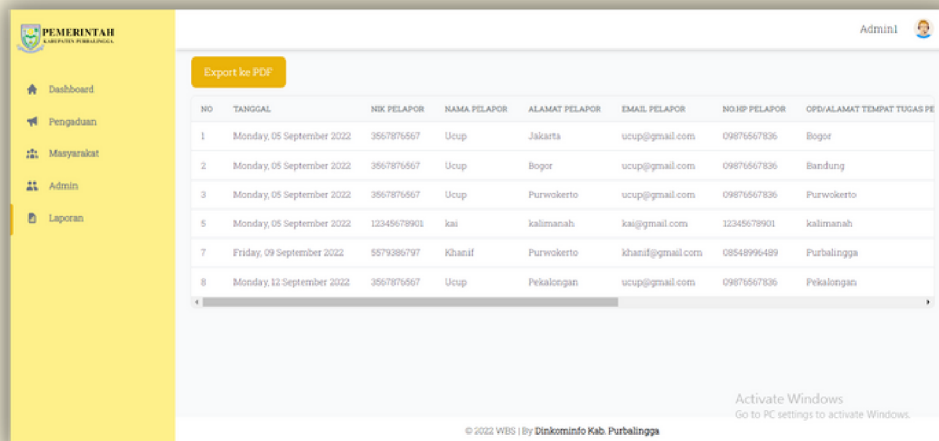 PEMERINTAH
KABUPATEN PURBALINGGA
Admin1
Dashboard
Pengaduan
Masyarakat
Admin
Laporan
Export ke PDF
NO TANGGAL NIK PELAPOR NAMA PELAPOR ALAMAT PELAPOR EMAIL PELAPOR NO.HP PELAPOR OPD/ALAMAT TEMPAT TUGAS PE
1 Monday, 05 September 2022 3567876567 Ucup Jakarta ucup@gmail.com 09876567836 Bogor
2 Monday, 05 September 2022 3567876567 Ucup Bogor ucup@gmail.com 09876567836 Bandung
3 Monday, 05 September 2022 3567876567 Ucup Purwokerto ucup@gmail.com 09876567836 Purwokerto
5 Monday, 05 September 2022 12345678901 kai kalimanah kai@gmail.com 12345678901 kalimanah
7 Friday, 09 September 2022 5579386797 Khanif Purwokerto khanif@gmail.com 08548996489 Purbalingga
8 Monday, 12 September 2022 3567876567 Ucup Pekalongan ucup@gmail.com 09876567836 Pekalongan
Activate Windows
Go to PC settings to activate Windows.
© 2022 WBS | By Dinkominfo Kab. Purbalingga